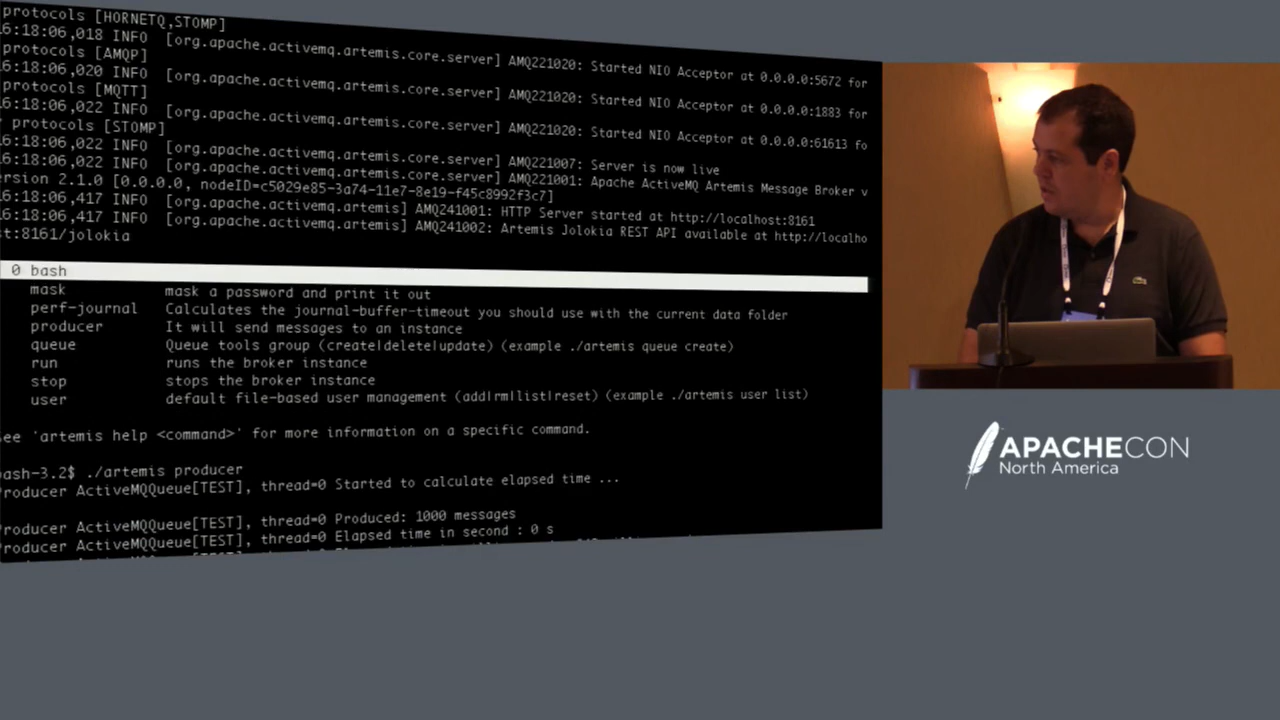 protocols [HORNETQ,STOMP]
6:18:06,018 INFO [org.apache.activemq.artemis.core.server] AMQ221020: Started NIO Acceptor at 0.0.0.0:5672 for
protocols [AMQP]
6:18:06,020 INFO [org.apache.activemq.artemis.core.server] AMQ221020: Started NIO Acceptor at 0.0.0.0:1883 for
protocols [MQTT]
6:18:06,022 INFO [org.apache.activemq.artemis.core.server] AMQ221020: Started NIO Acceptor at 0.0.0.0:61613 fo
protocols [STOMP]
6:18:06,022 INFO [org.apache.activemq.artemis.core.server] AMQ221007: Server is now live
6:18:06,022 INFO [org.apache.activemq.artemis.core.server] AMQ221001: Apache ActiveMQ Artemis Message Broker v
ersion 2.1.0 [0.0.0.0, nodeID=c5029e85-3a74-11e7-8e19-f45c8992f3c7]
6:18:06,417 INFO [org.apache.activemq.artemis] AMQ241001: HTTP Server started at http://localhost:8161
6:18:06,417 INFO [org.apache.activemq.artemis] AMQ241002: Artemis Jolokia REST API available at http://localho
st:8161/jolokia
0 bash
mask mask a password and print it out
perf-journal Calculates the journal-buffer-timeout you should use with the current data folder
producer It will send messages to an instance
queue Queue tools group (create|delete|update) (example ./artemis queue create)
run runs the broker instance
stop stops the broker instance
user default file-based user management (add|rm|list|reset) (example ./artemis user list)
ee 'artemis help <command>' for more information on a specific command.
ash-3.2$ ./artemis producer
roducer ActiveMQQueue[TEST], thread=0 Started to calculate elapsed time ...
roducer ActiveMQQueue[TEST], thread=0 Produced: 1000 messages
roducer ActiveMQQueue[TEST], thread=0 Elapsed time in second : 0 s
APACHECON
North America